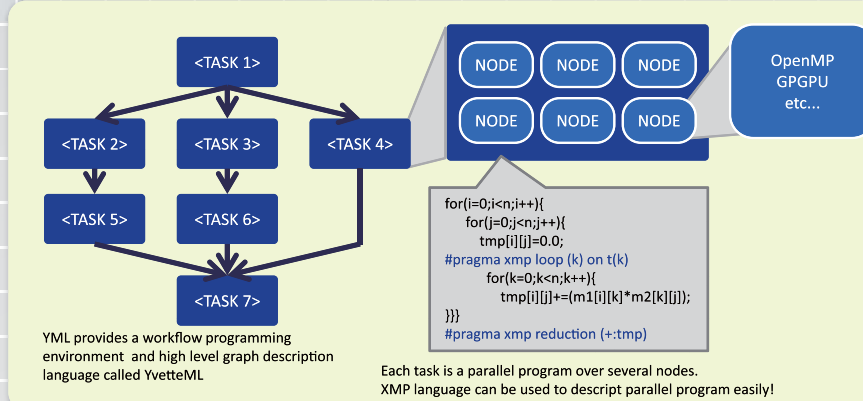 <TASK 1>
<TASK 2>
<TASK 3>
<TASK 4>
<TASK 5>
<TASK 6>
<TASK 7>
YML provides a workflow programming
environment and high level graph description
language called YvetteML
NODE NODE NODE
NODE NODE NODE
OpenMP
GPGPU
etc...
for(i=0;i<n;i++){
for(j=0;j<n;j++){
tmp[i][j]=0.0;
#pragma xmp loop (k) on t(k)
for(k=0;k<n;k++){
tmp[i][j]+=(m1[i][k]*m2[k][j]);
}}}
#pragma xmp reduction (+:tmp)
Each task is a parallel program over several nodes.
XMP language can be used to descript parallel program easily!